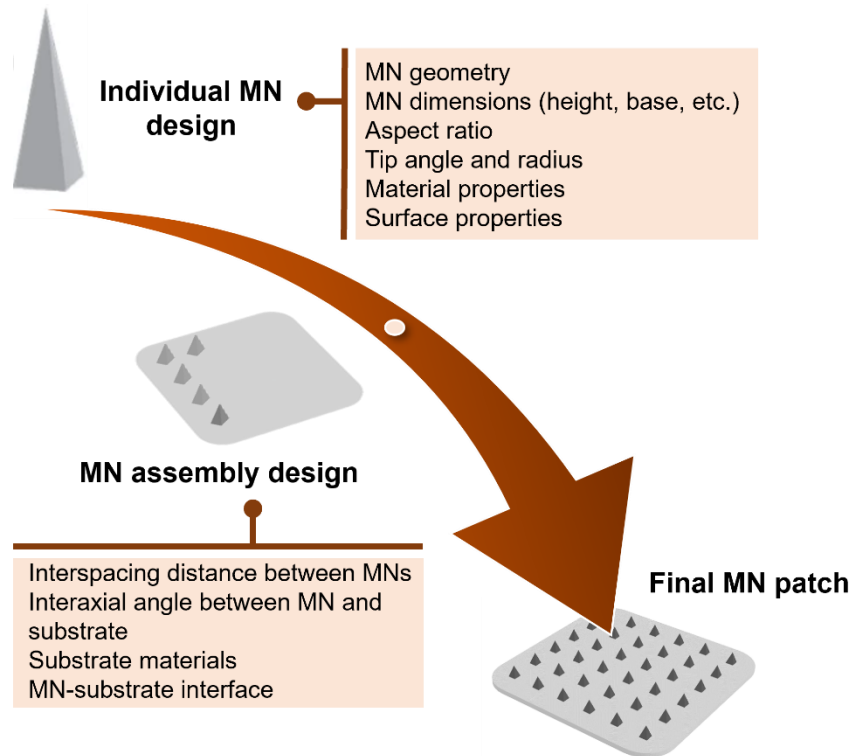 Individual MN
design
MN geometry
MN dimensions (height, base, etc.)
Aspect ratio
Tip angle and radius
Material properties
Surface properties
MN assembly design
Interspacing distance between MNs
Interaxial angle between MN and
substrate
Substrate materials
MN-substrate interface
Final MN patch